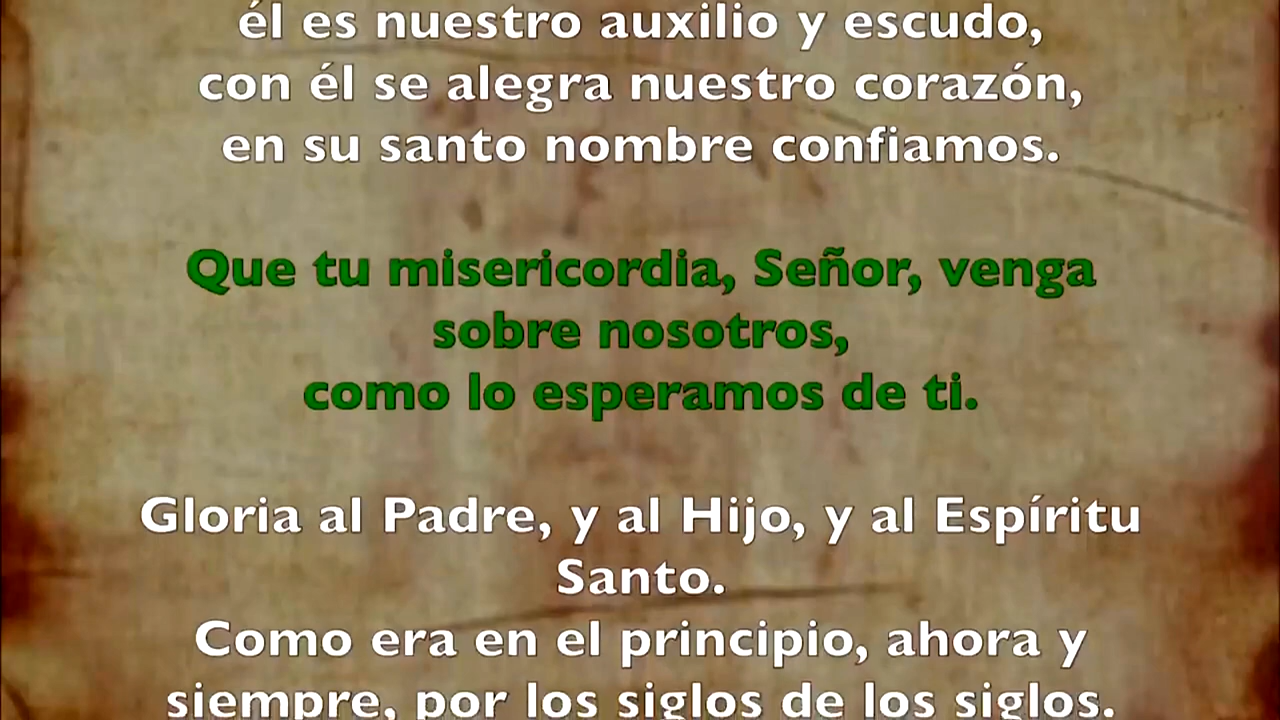 él es nuestro auxilio y escudo,
con él se alegra nuestro corazón,
en su santo nombre confiamos.
Que tu misericordia, Señor, venga
sobre nosotros,
como lo esperamos de ti.
Gloria al Padre, y al Hijo, y al Espíritu
Santo.
Como era en el principio, ahora y
siempre, por los siglos de los siglos.